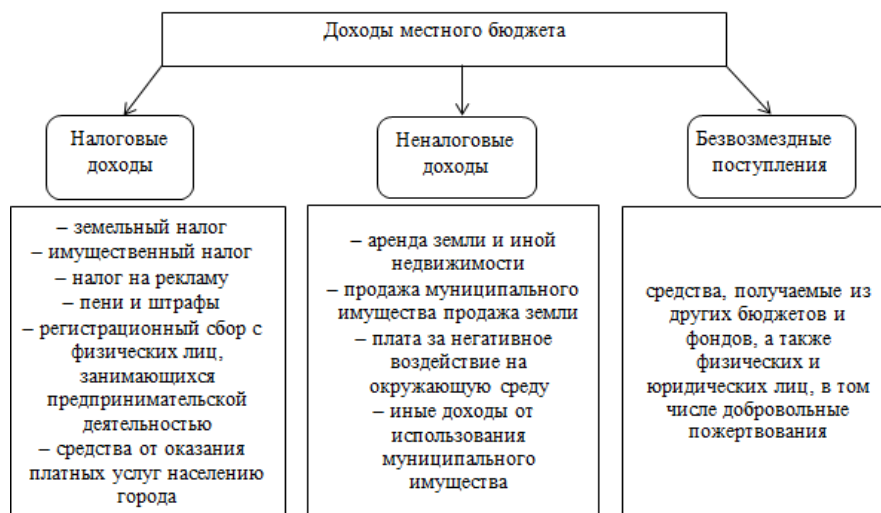 Доходы местного бюджета
Налоговые
доходы
Неналоговые
доходы
Безвозмездные
поступления
– земельный налог
– имущественный налог
– налог на рекламу
– пени и штрафы
– регистрационный сбор с
физических лиц,
занимающихся
предпринимательской
деятельностью
– средства от оказания
платных услуг населению
города
– аренда земли и иной
недвижимости
– продажа муниципального
имущества продажа земли
– плата за негативное
воздействие на
окружающую среду
– иные доходы от
использования
муниципального
имущества
средства, получаемые из
других бюджетов и
фондов, а также
физических и
юридических лиц, в том
числе добровольные
пожертвования